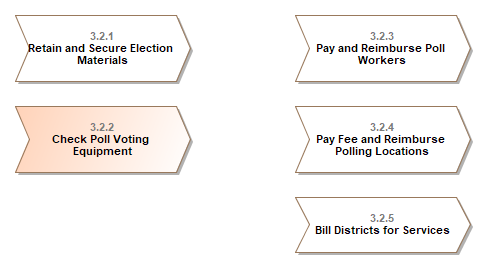 3.2.1
Retain and Secure Election
Materials
3.2.2
Check Poll Voting
Equipment
3.2.3
Pay and Reimburse Poll
Workers
3.2.4
Pay Fee and Reimburse
Polling Locations
3.2.5
Bill Districts for Services